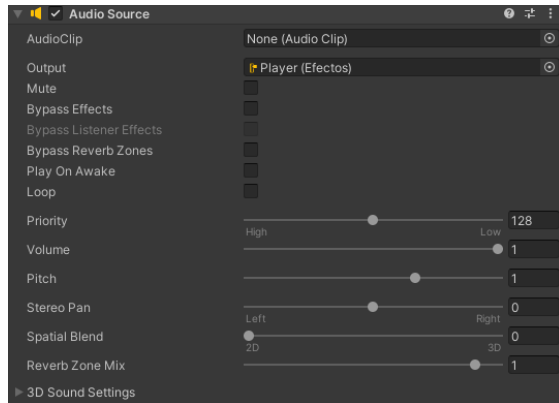 Audio Source
AudioClip None (Audio Clip)
Output Player (Efectos)
Mute
Bypass Effects
Bypass Listener Effects
Bypass Reverb Zones
Play On Awake
Loop
Priority 128
High Low
Volume 1
Pitch 1
Stereo Pan 0
Left Right
Spatial Blend 0
2D 3D
Reverb Zone Mix 1
3D Sound Settings